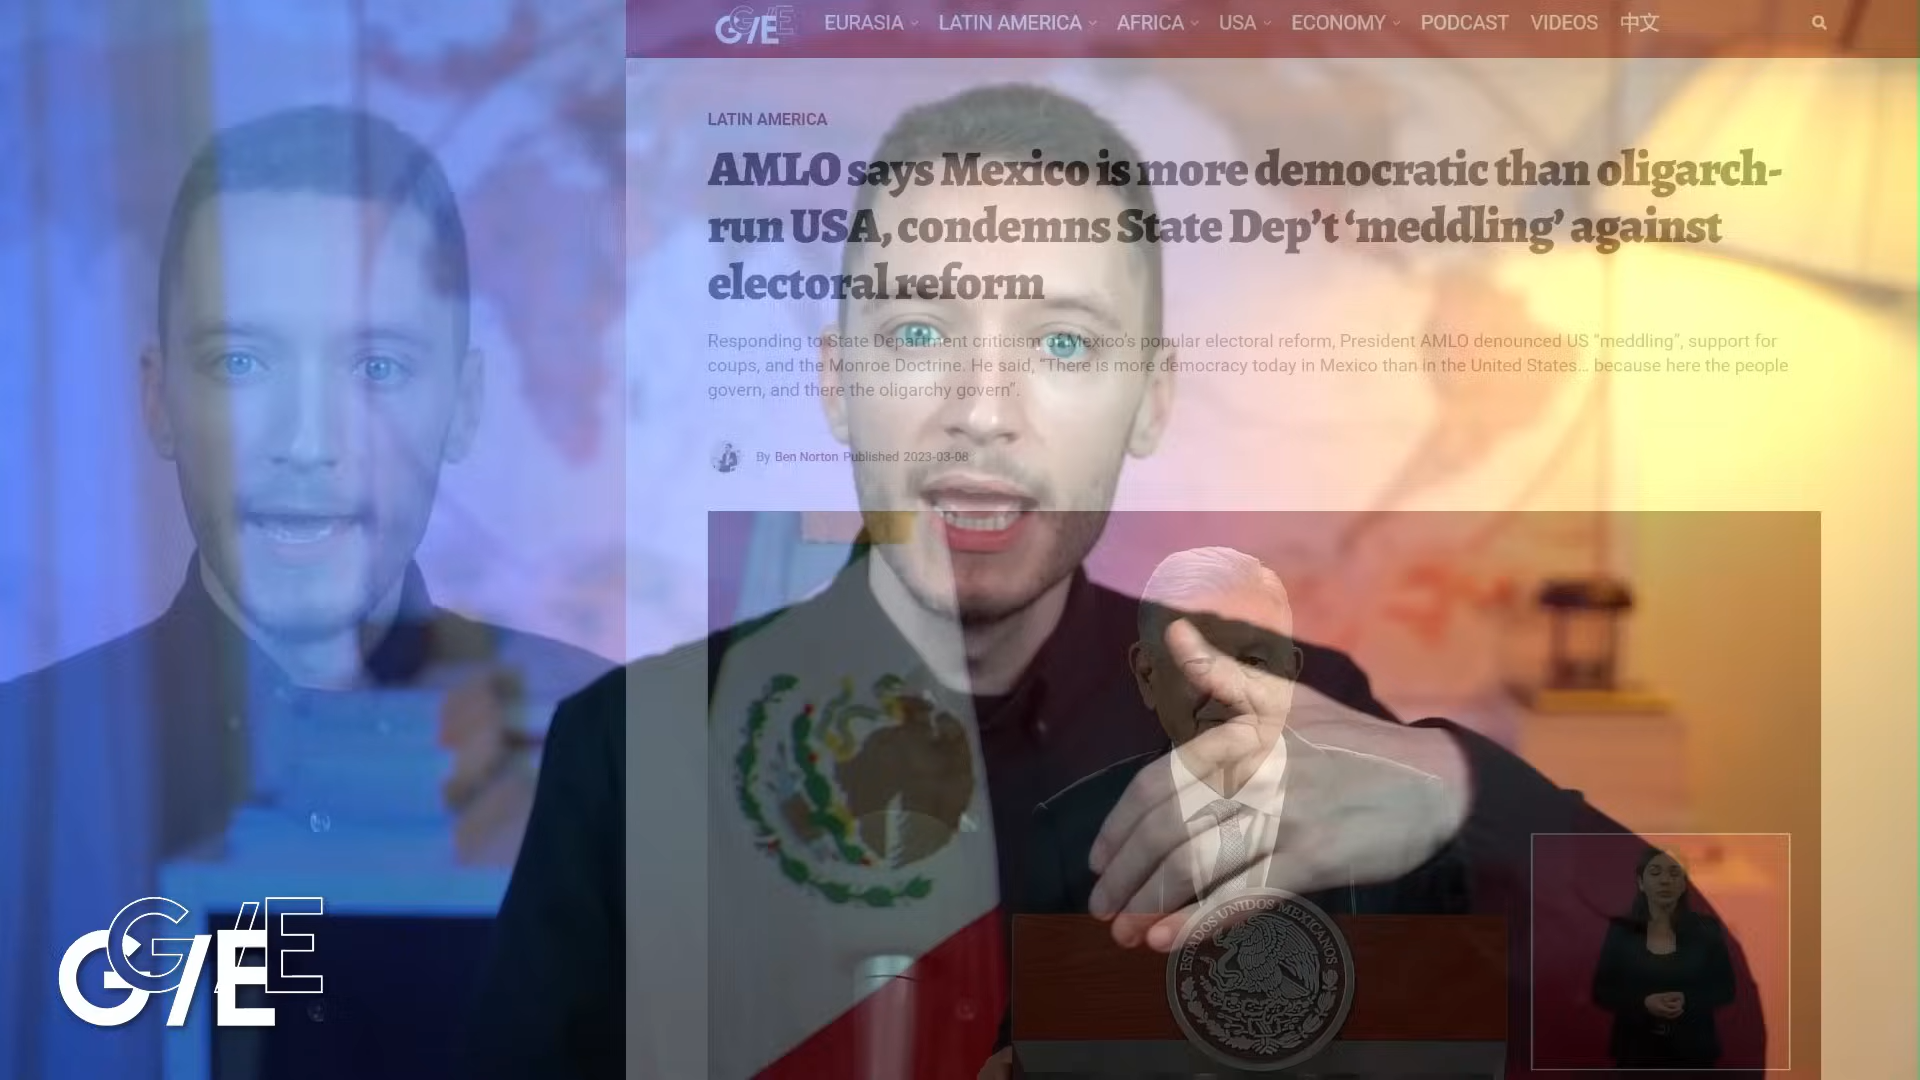 G/E EURASIA LATIN AMERICA AFRICA USA ECONOMY PODCAST VIDEOS 中文
LATIN AMERICA
AMLO says Mexico is more democratic than oligarch-
run USA, condemns State Dep’t ‘meddling’ against
electoral reform
Responding to State Department criticism of Mexico’s popular electoral reform, President AMLO denounced US “meddling”, support for
coups, and the Monroe Doctrine. He said, “There is more democracy today in Mexico than in the United States... because here the people
govern, and there the oligarchy govern”.
By Ben Norton Published 2023-03-08
ESTADOS UNIDOS MEXICANOS
G/E